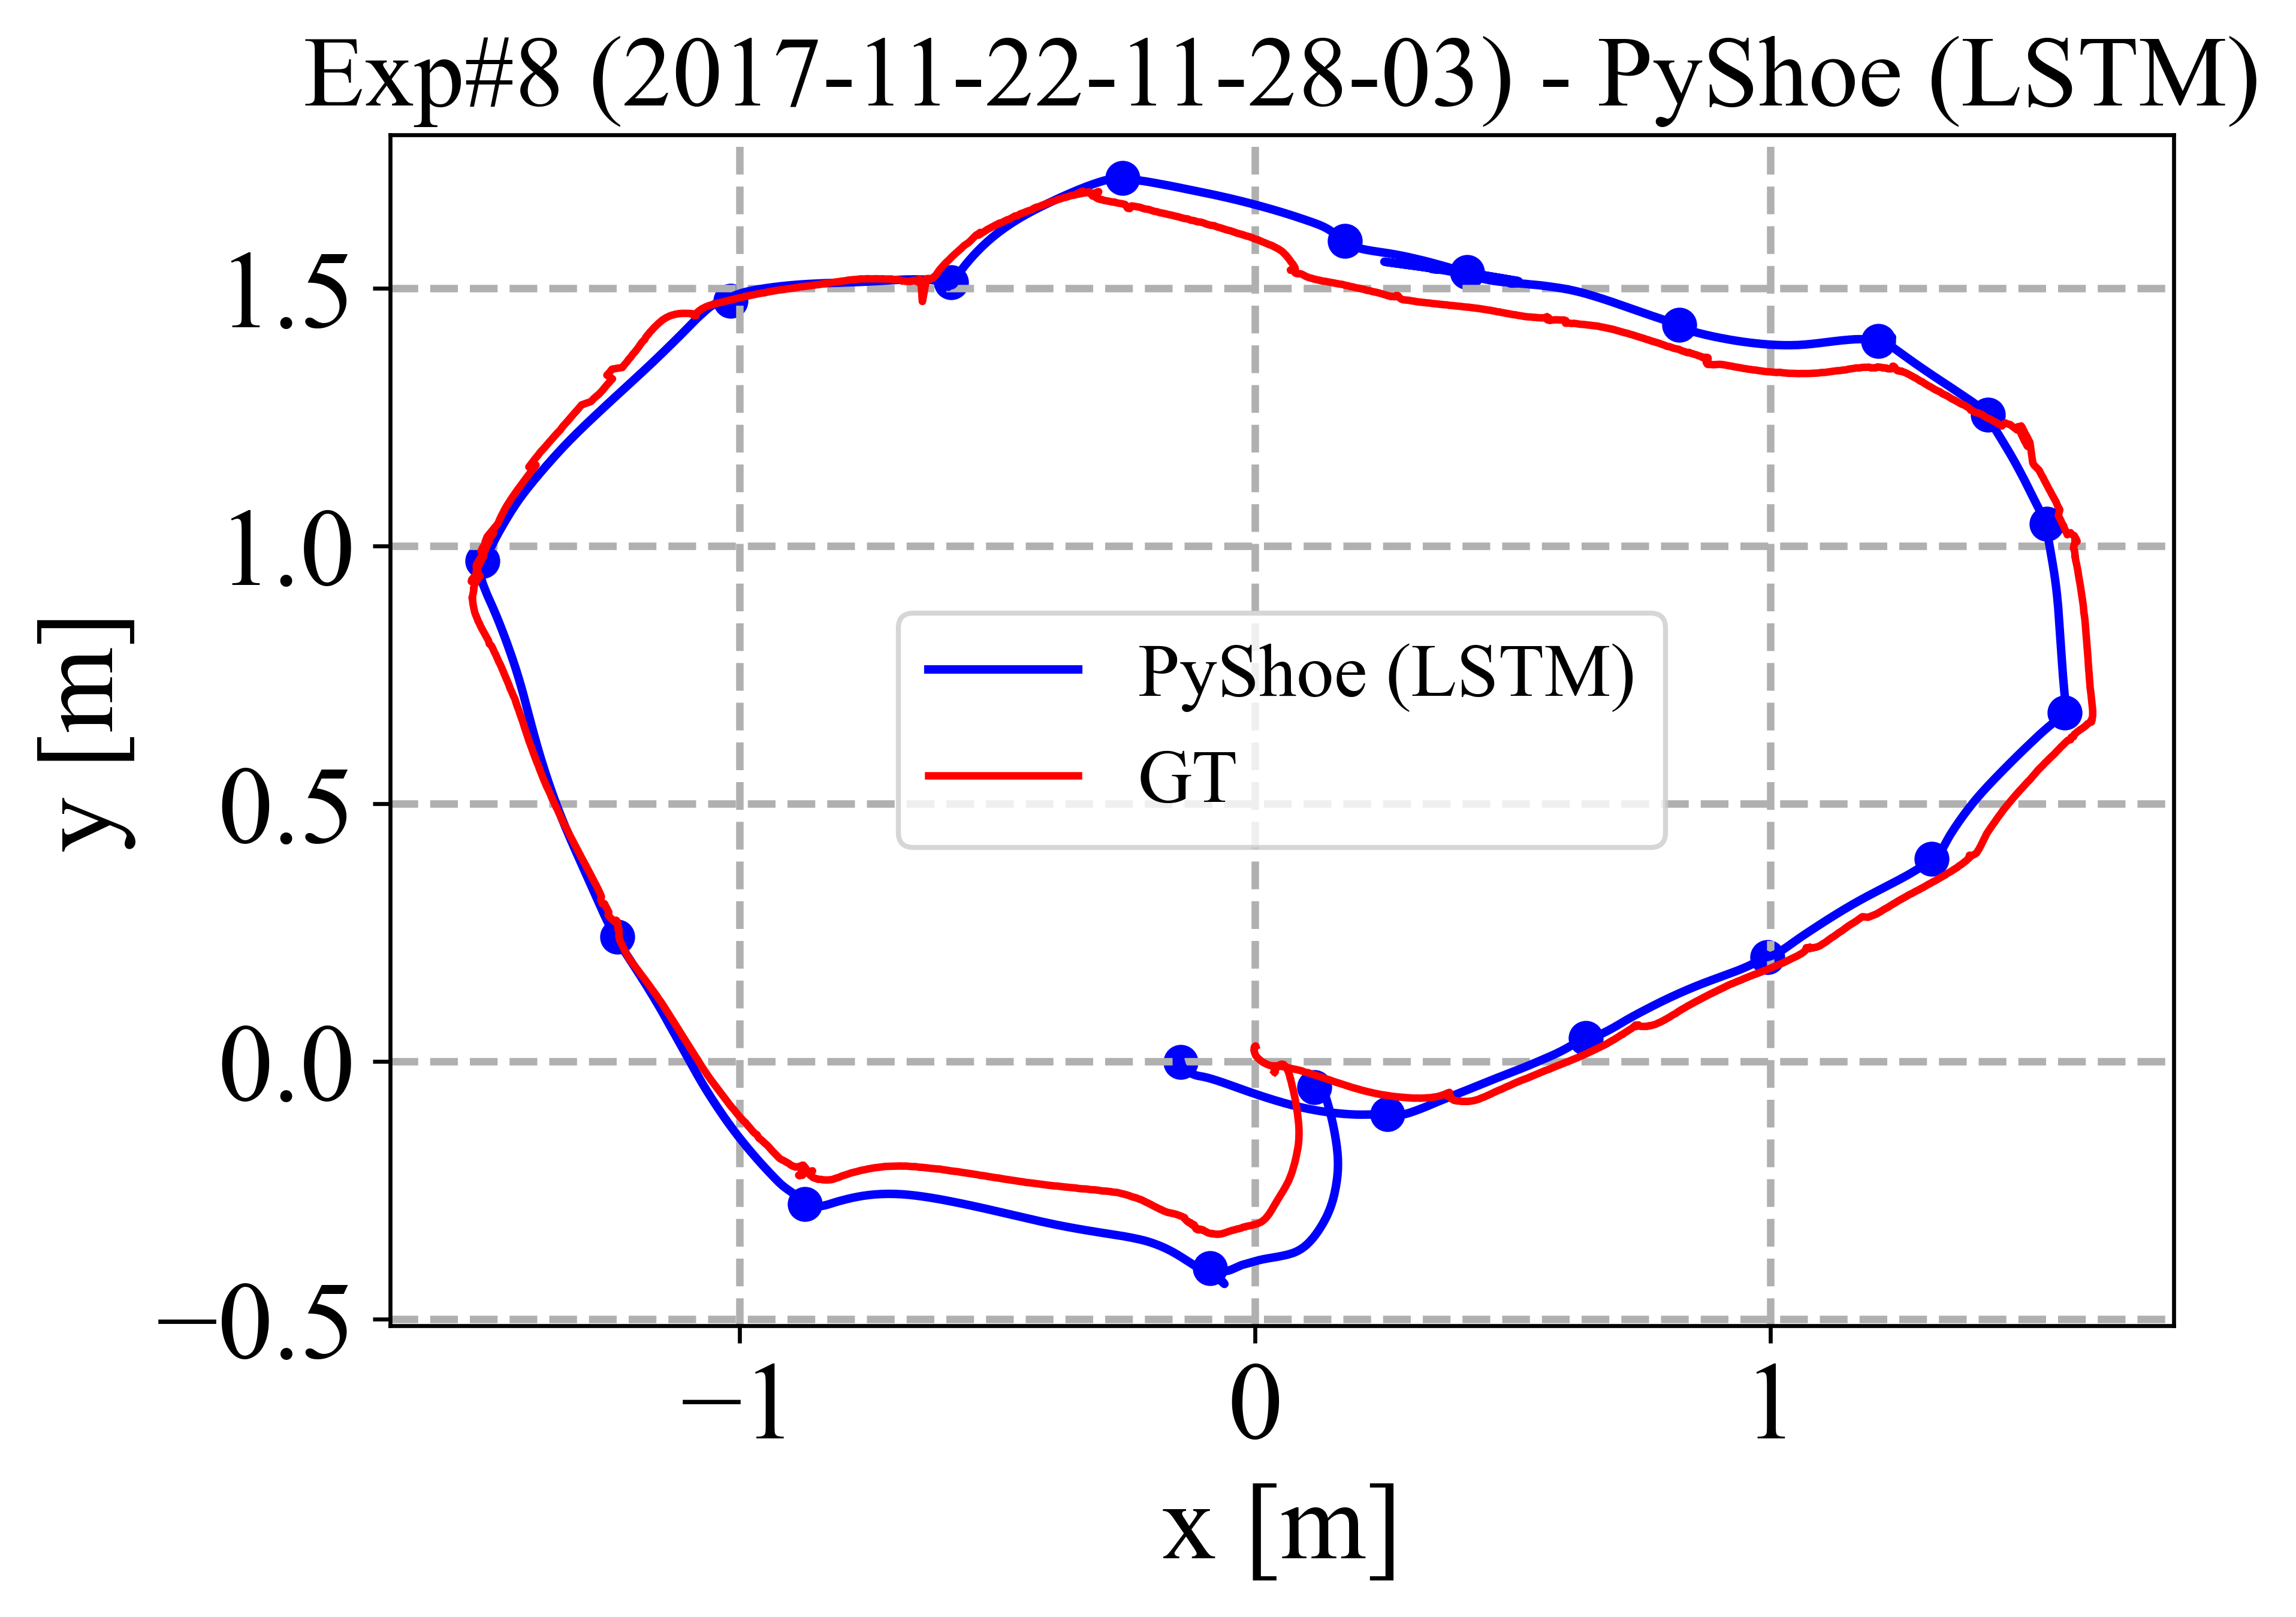 Exp#8 (2017-11-22-11-28-03) - PyShoe (LSTM)
y [m]
1.5
1.0
0.5
0.0
−0.5
PyShoe (LSTM)
GT
−1
0
1
x [m]